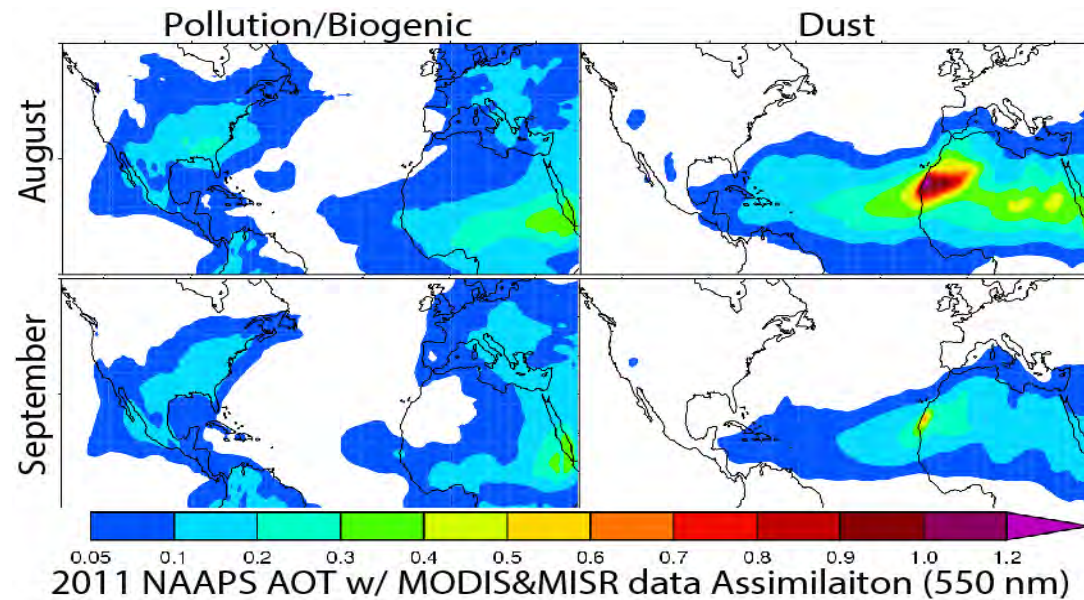 Pollution/Biogenic Dust
August
September
0.05 0.1 0.2 0.3 0.4 0.5 0.6 0.7 0.8 0.9 1.0 1.2
2011 NAAPS AOT w/ MODIS&MISR data Assimilaiton (550 nm)